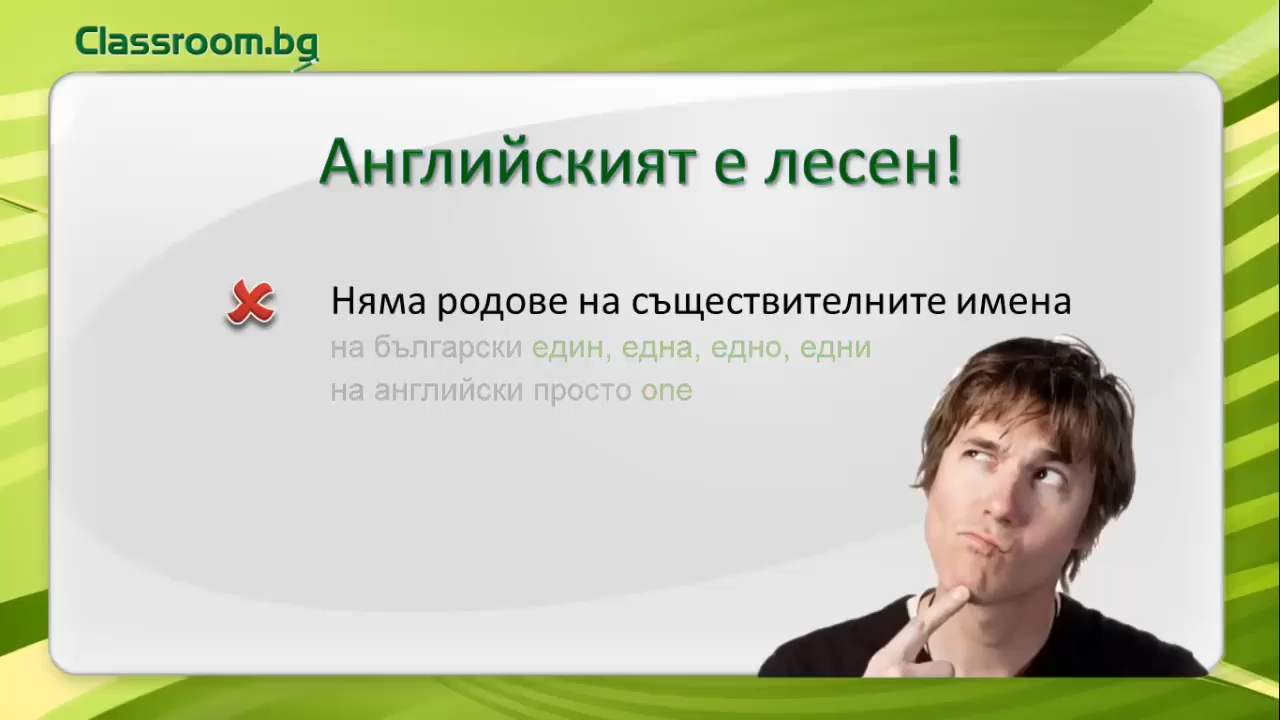 Classroom.bg
Английският е лесен!
Няма родове на съществителните имена
на български един, една, едно, едни
на английски просто one